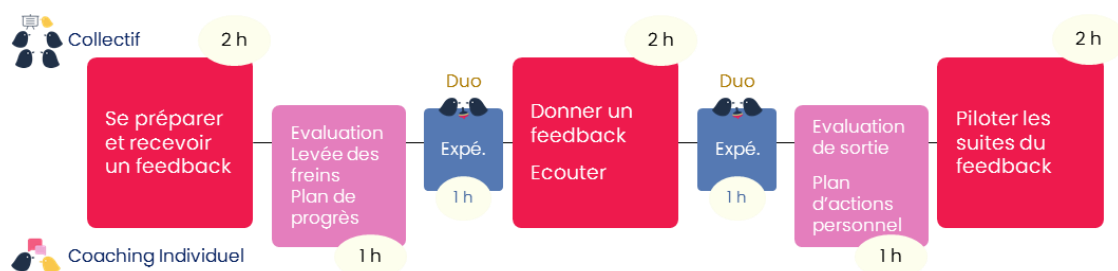 Collectif
2 h
Se préparer
et recevoir
un feedback
Evaluation
Levée des
freins
Plan de
progrès
1 h
Duo
Expé.
1 h
2 h
Donner un
feedback
Ecouter
Duo
Expé.
1 h
Evaluation
de sortie
Plan
d'actions
personnel
1 h
2 h
Piloter les
suites du
feedback
Coaching Individuel